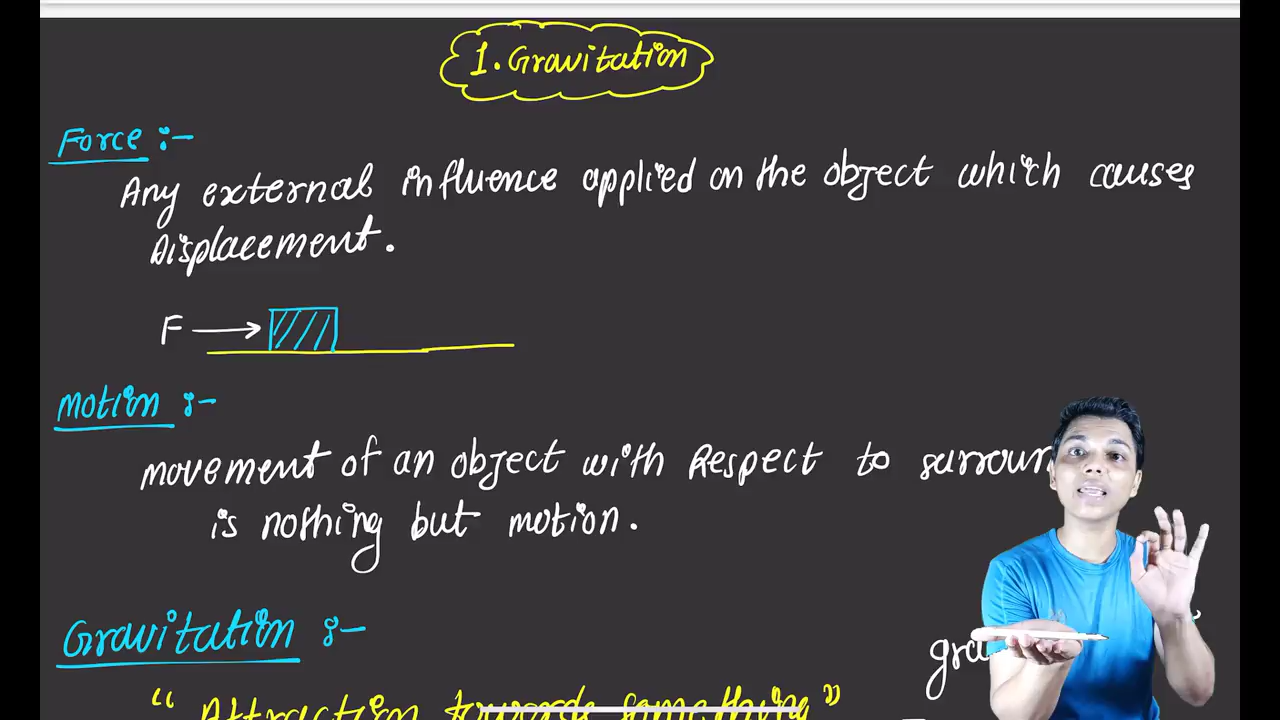 1. Gravitation
Force :-
Any external influence applied on the object which causes
Displacement.
F
Motion :-
movement of an object with Respect to
is nothing but motion.
Gravitation :-
"Attraction towards something"